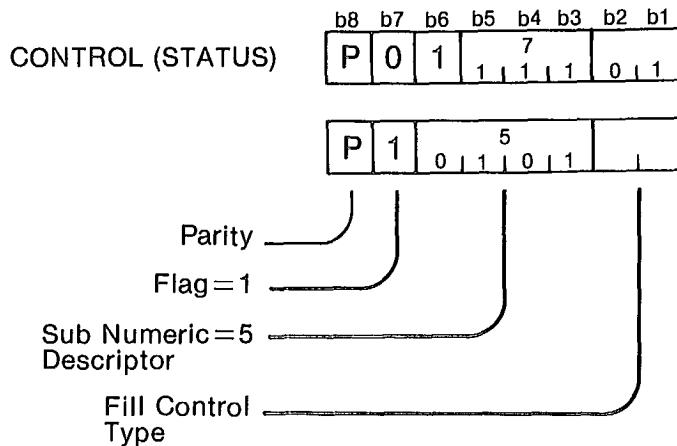 b8 b7 b6 b5 b4 b3 b2 b1
CONTROL (STATUS) P 0 1 7
1 1 1 0 1
P 1 5
0 1 0 1
Parity
Flag=1
Sub Numeric=5
Descriptor
Fill Control
Type